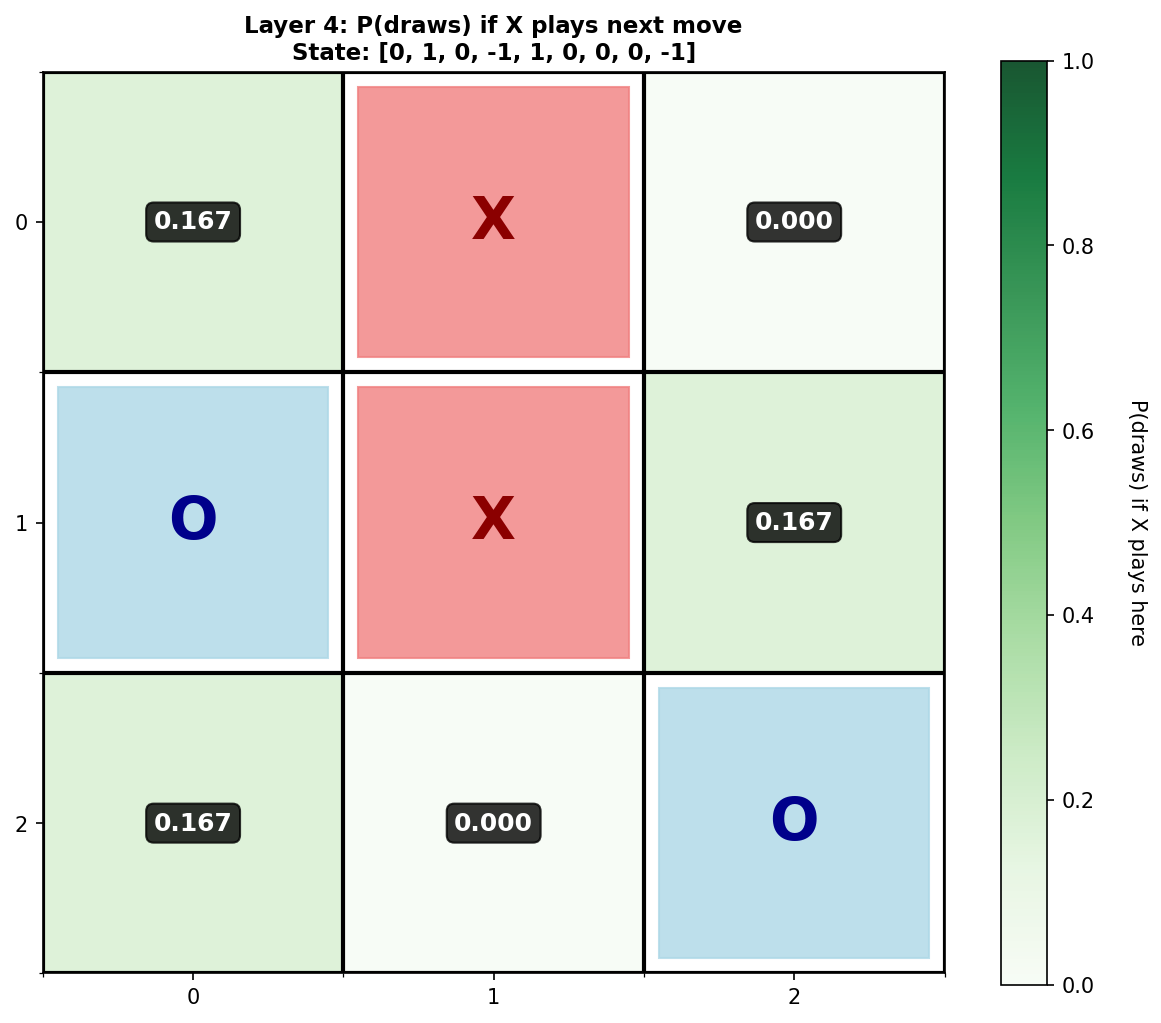 Layer 4: P(draws) if X plays next move
State: [0, 1, 0, -1, 1, 0, 0, 0, -1]
0
0.167
X
0.000
1
O
X
0.167
2
0.167
0.000
O
0
1
2
1.0
0.8
0.6
0.4
0.2
0.0
P(draws) if X plays here